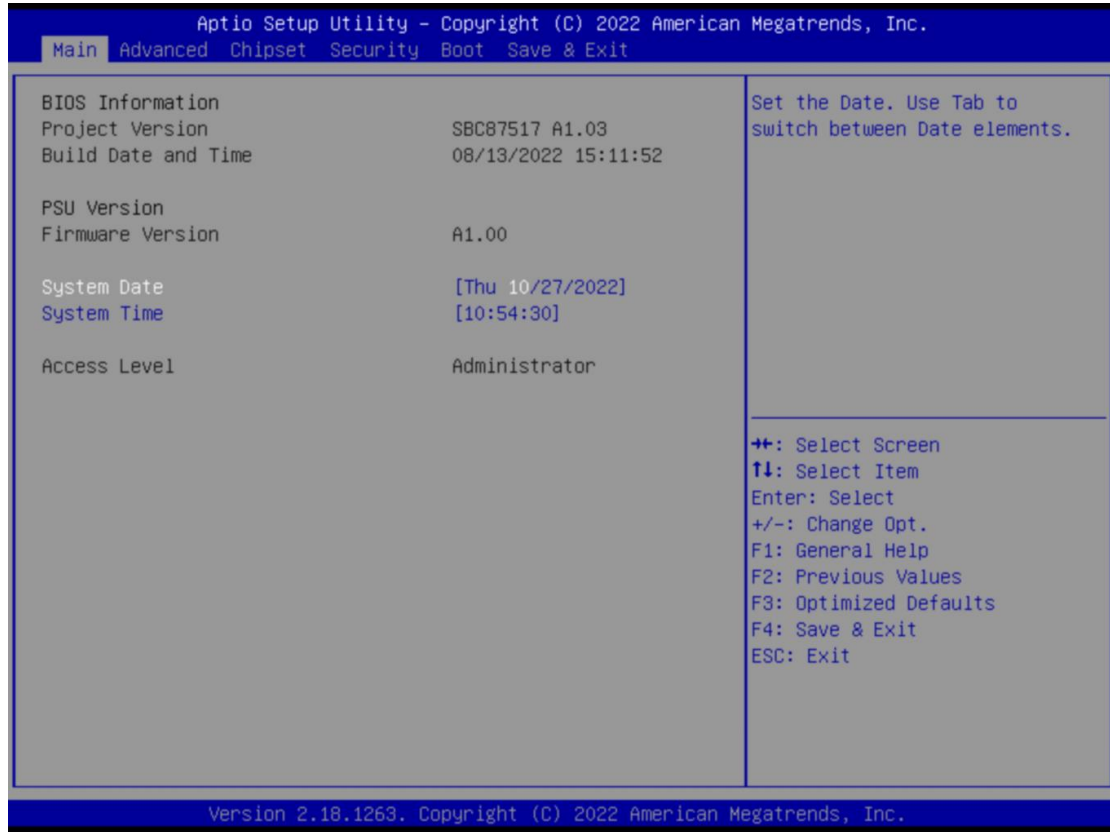 Aptio Setup Utility – Copyright (C) 2022 American Megatrends, Inc.
Main Advanced Chipset Security Boot Save & Exit
BIOS Information
Project Version SBC87517 A1.03
Build Date and Time 08/13/2022 15:11:52
PSU Version
Firmware Version A1.00
System Date [Thu 10/27/2022]
System Time [10:54:30]
Access Level Administrator
Set the Date. Use Tab to
switch between Date elements.
→←: Select Screen
↑↓: Select Item
Enter: Select
+/-: Change Opt.
F1: General Help
F2: Previous Values
F3: Optimized Defaults
F4: Save & Exit
ESC: Exit
Version 2.18.1263. Copyright (C) 2022 American Megatrends, Inc.